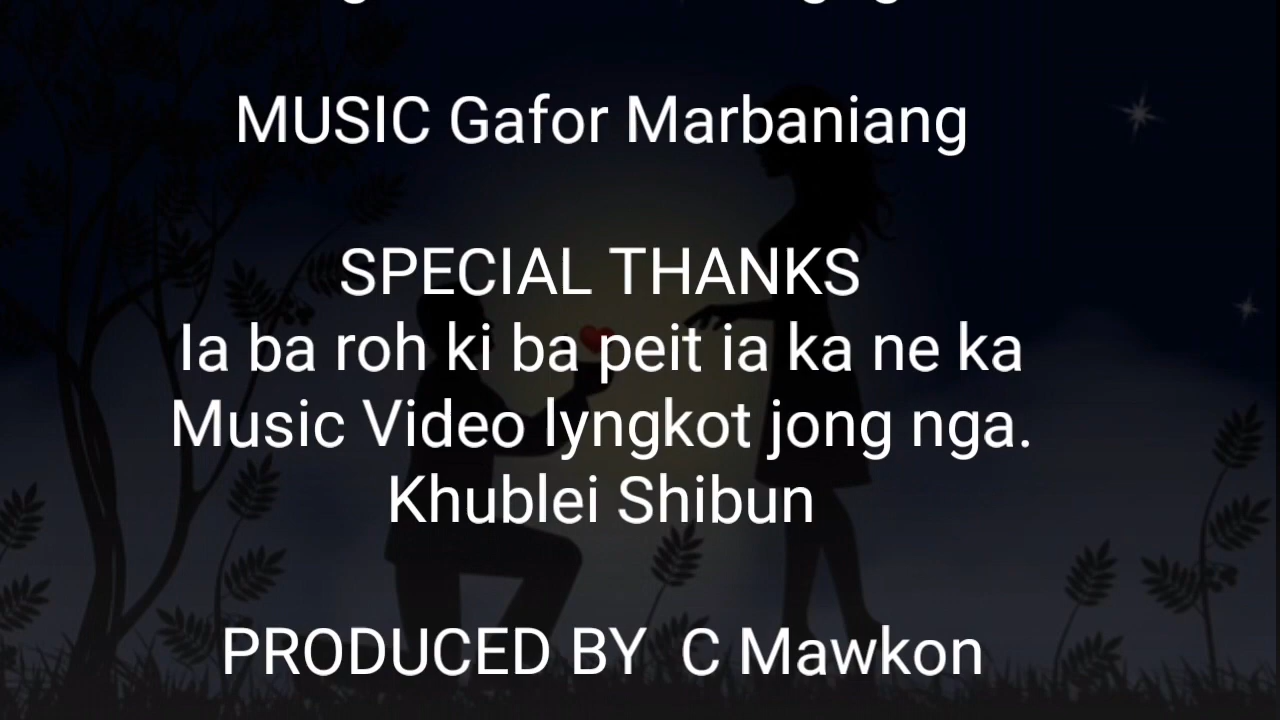 MUSIC Gafor Marbaniang
SPECIAL THANKS
Ia ba roh ki ba peit ia ka ne ka
Music Video lyngkot jong nga.
Khublei Shibun
PRODUCED BY  C Mawkon